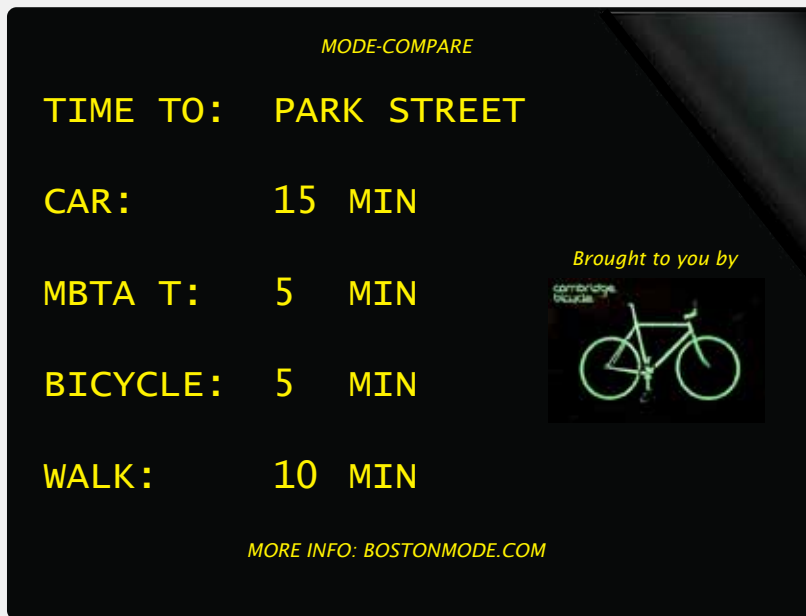 MODE-COMPARE
TIME TO: PARK STREET
CAR: 15 MIN
MBTA T: 5 MIN
BICYCLE: 5 MIN
WALK: 10 MIN
Brought to you by
cambridge
bicycle
MORE INFO: BOSTONMODE.COM